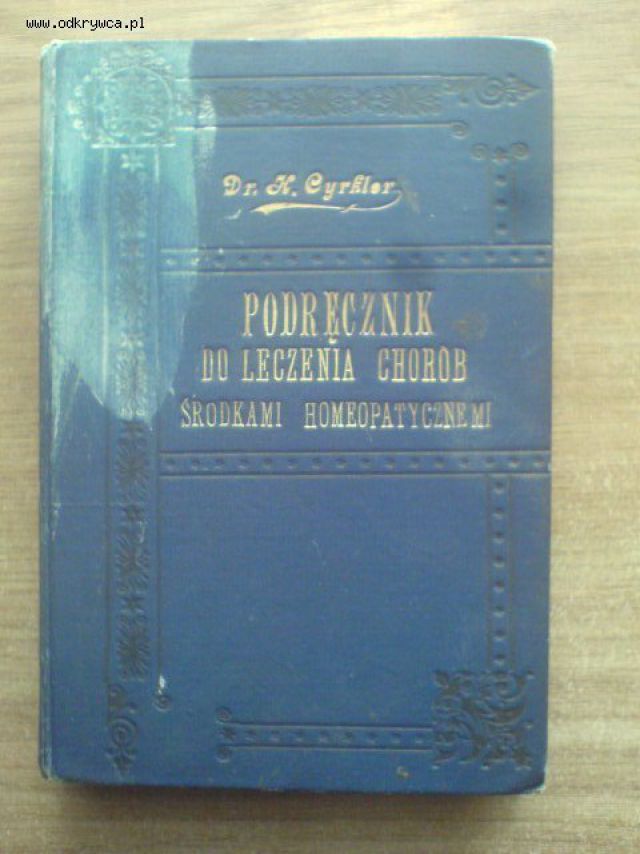 www.odkrywca.pl
Dr. H. Cyrkler
PODRĘCZNIK
DO LECZENIA CHORÓB
ŚRODKAMI HOMEOPATYCZNEMI